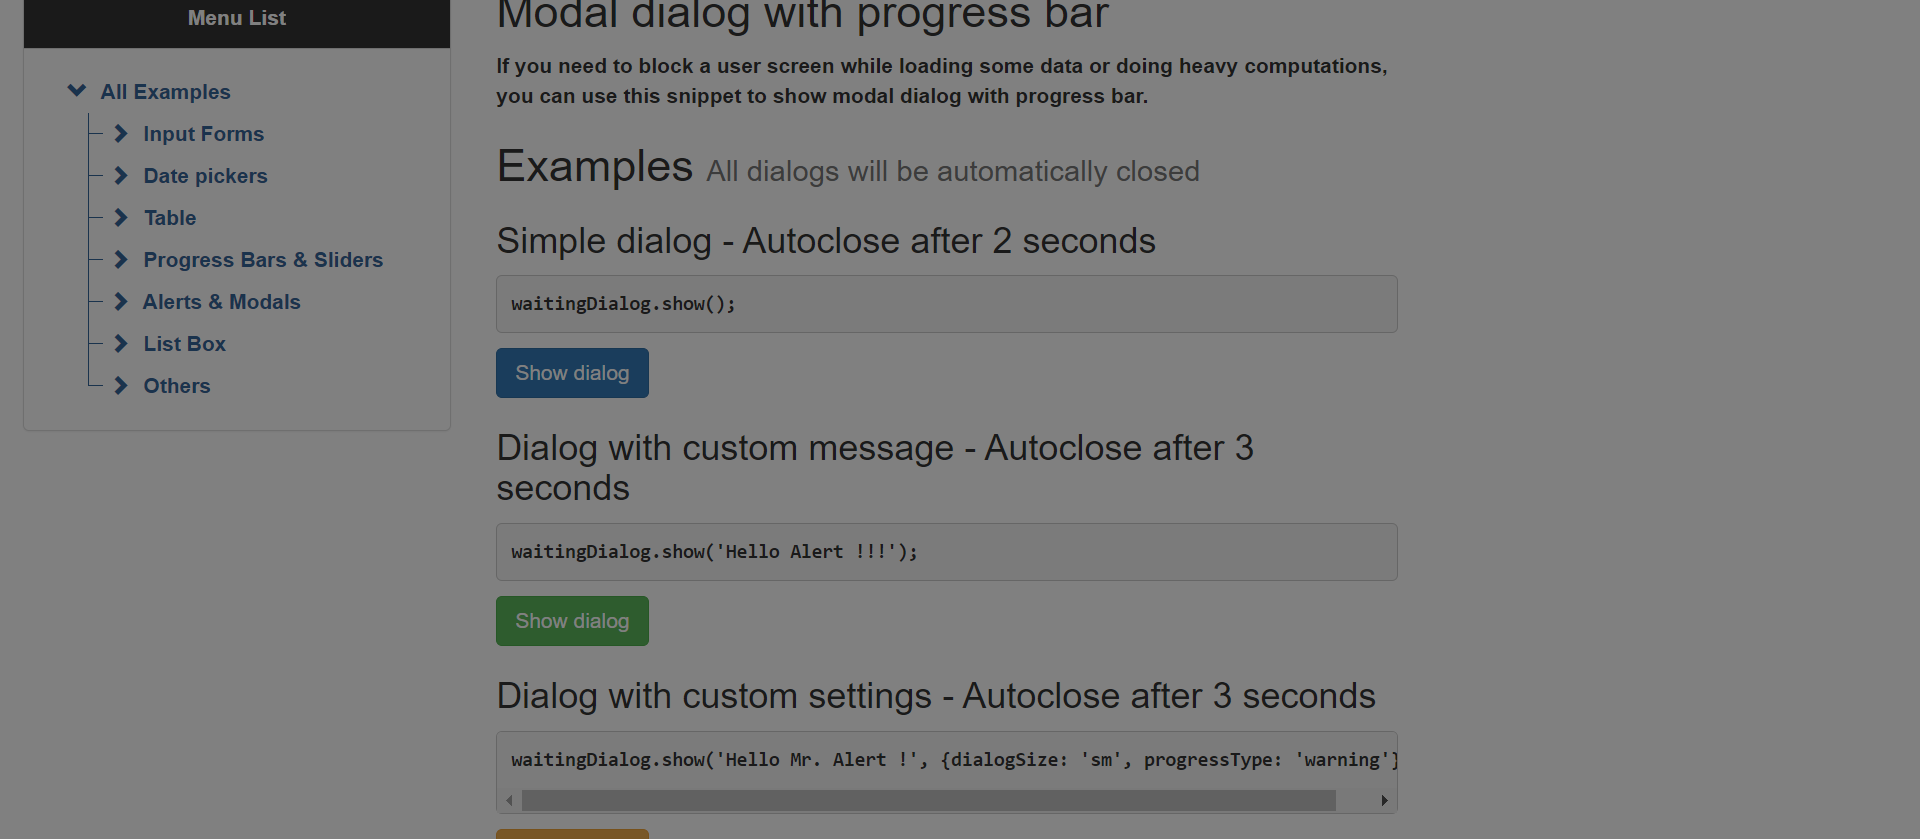 Menu List
All Examples
Input Forms
Date pickers
Table
Progress Bars & Sliders
Alerts & Modals
List Box
Others
Modal dialog with progress bar
If you need to block a user screen while loading some data or doing heavy computations,
you can use this snippet to show modal dialog with progress bar.
Examples All dialogs will be automatically closed
Simple dialog - Autoclose after 2 seconds
waitingDialog.show();
Show dialog
Dialog with custom message - Autoclose after 3
seconds
waitingDialog.show('Hello Alert !!!');
Show dialog
Dialog with custom settings - Autoclose after 3 seconds
waitingDialog.show('Hello Mr. Alert !', {dialogSize: 'sm', progressType: 'warning'}